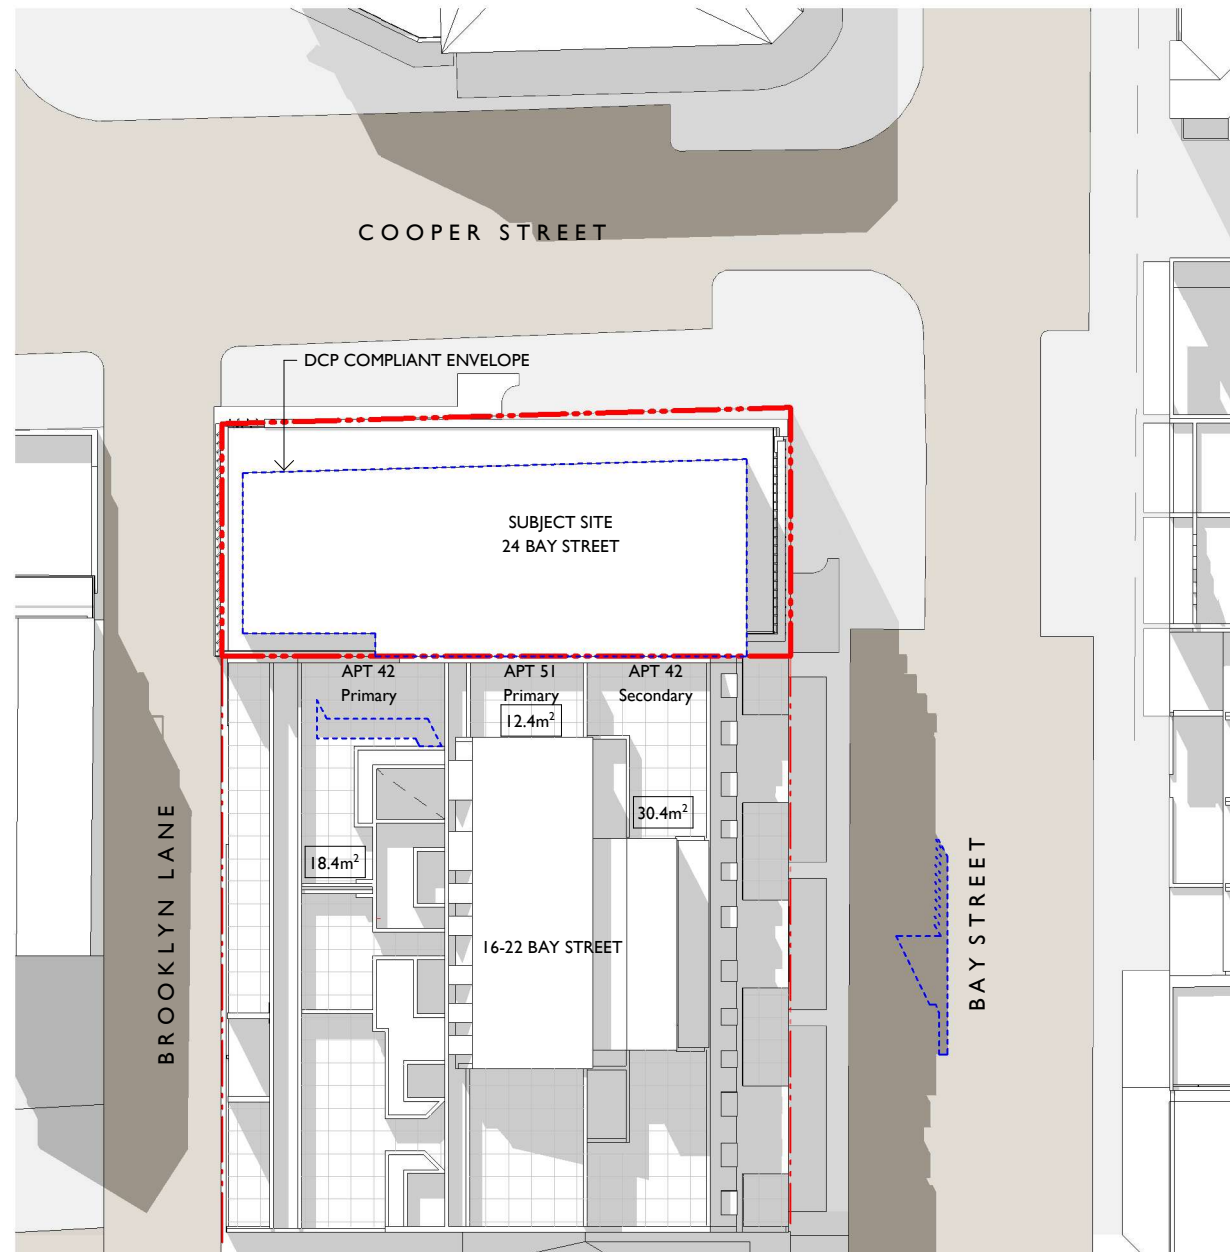 COOPER STREET
DCP COMPLIANT ENVELOPE
SUBJECT SITE
24 BAY STREET
APT 42
Primary
APT 51
Primary
12.4m²
APT 42
Secondary
30.4m²
18.4m²
16-22 BAY STREET
BROOKLYN LANE
BAY STREET